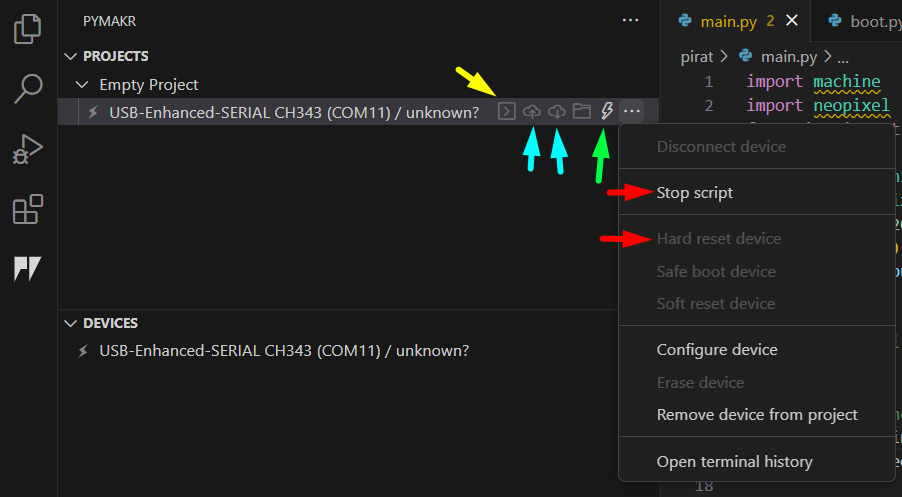 PYMAKR
PROJECTS
Empty Project
USB-Enhanced-SERIAL CH343 (COM11) / unknown?
DEVICES
USB-Enhanced-SERIAL CH343 (COM11) / unknown?
main.py 2
boot.py
pirat > main.py > ...
1 import machine
2 import neopixel
18
Disconnect device
Stop script
Hard reset device
Safe boot device
Soft reset device
Configure device
Erase device
Remove device from project
Open terminal history